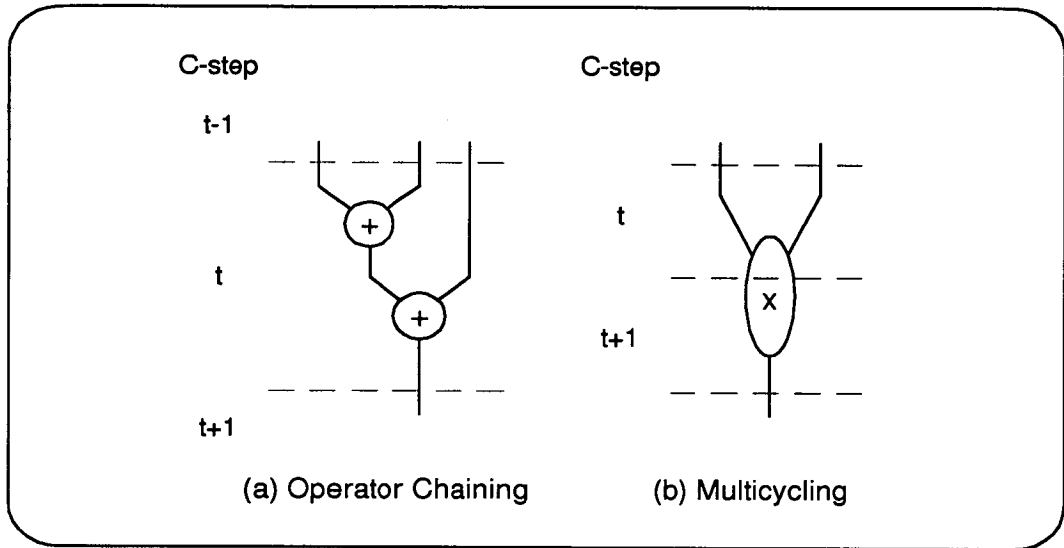 C-step
t-1
+
t
+
t+1
(a) Operator Chaining
C-step
t
x
t+1
(b) Multicycling